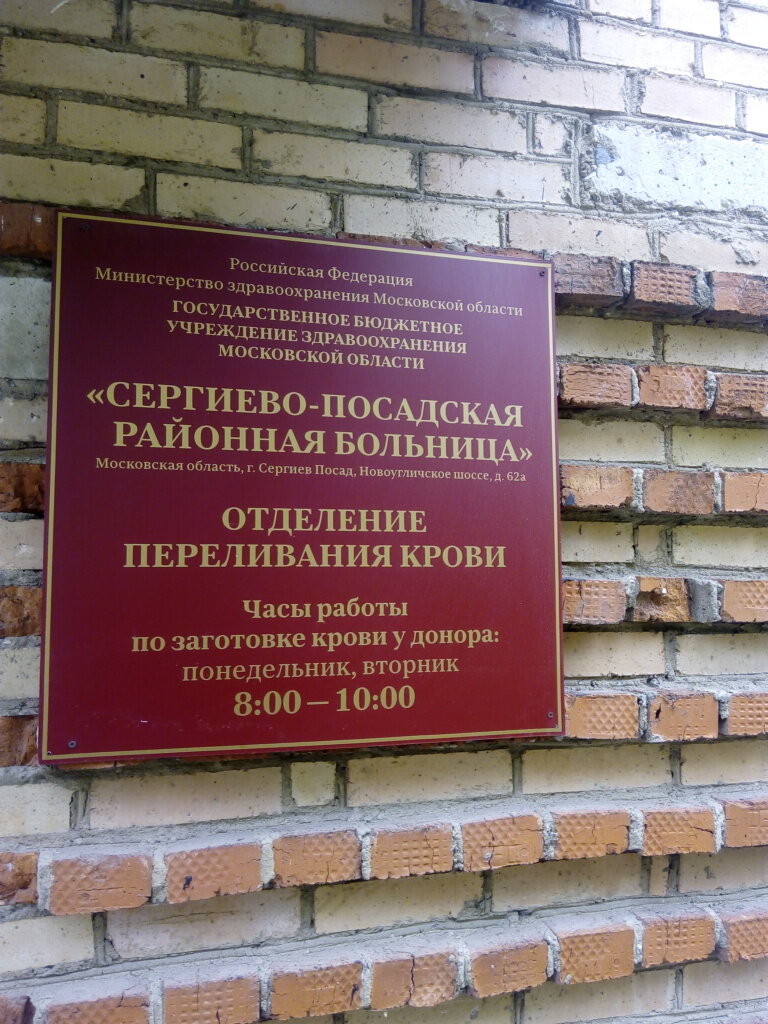 Российская Федерация
Министерство здравоохранения Московской области
ГОСУДАРСТВЕННОЕ БЮДЖЕТНОЕ
УЧРЕЖДЕНИЕ ЗДРАВООХРАНЕНИЯ
МОСКОВСКОЙ ОБЛАСТИ
«СЕРГИЕВО-ПОСАДСКАЯ
РАЙОННАЯ БОЛЬНИЦА»
Московская область, г. Сергиев Посад, Новоугличское шоссе, д. 62а
ОТДЕЛЕНИЕ
ПЕРЕЛИВАНИЯ КРОВИ
Часы работы
по заготовке крови у донора:
понедельник, вторник
8:00 – 10:00